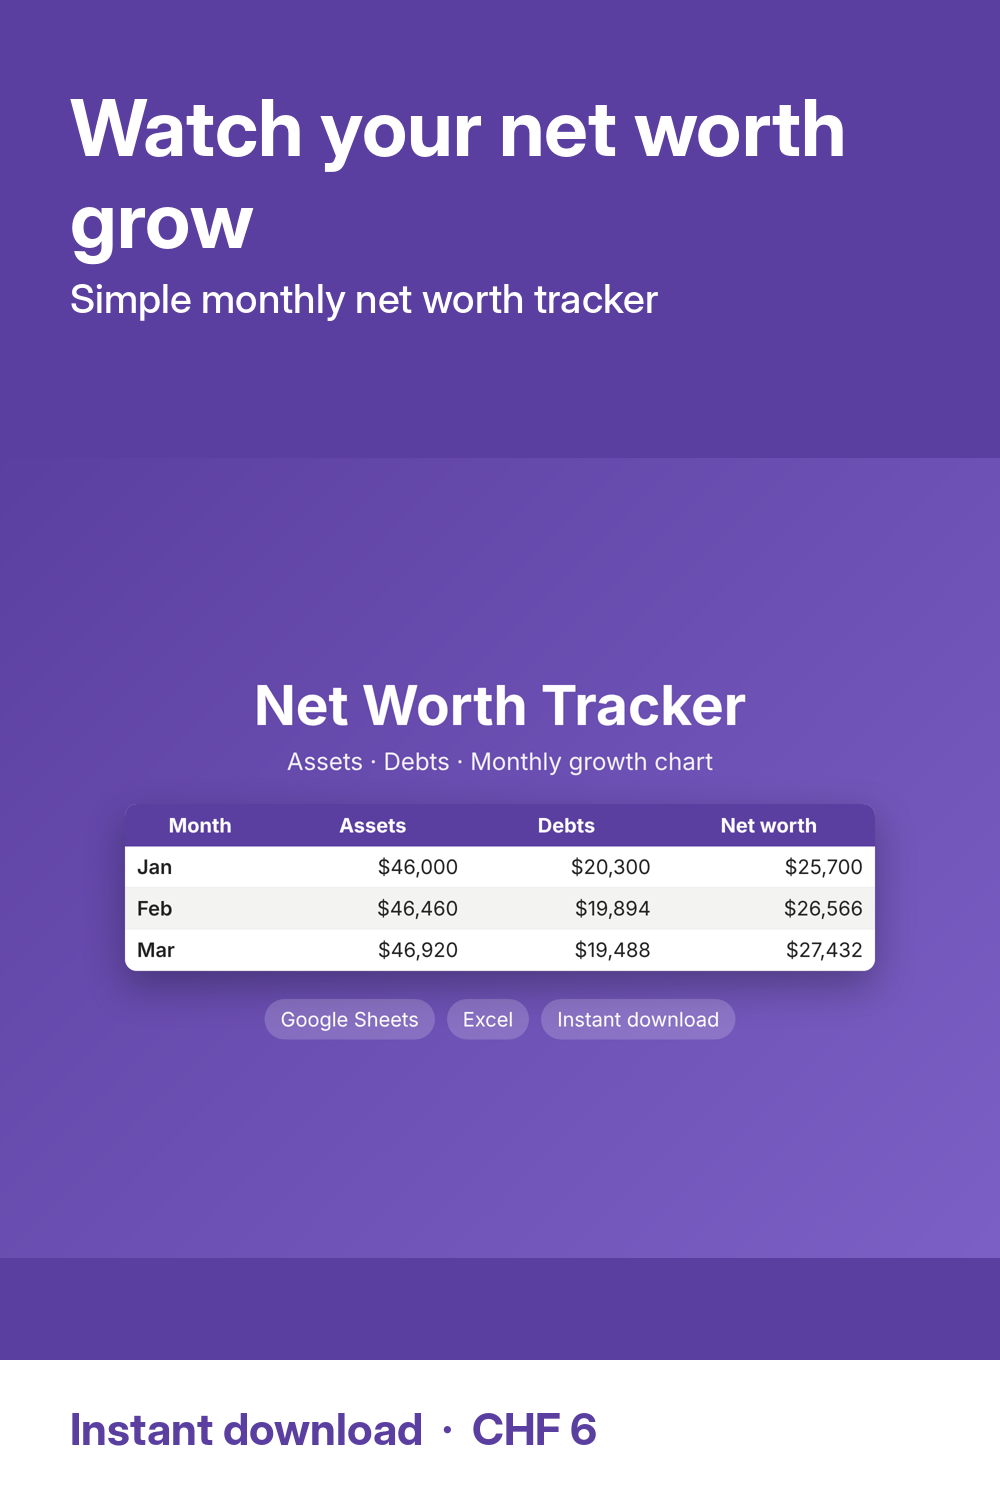 Watch your net worth
grow
Simple monthly net worth tracker
Net Worth Tracker
Assets · Debts · Monthly growth chart
Month Assets Debts Net worth
Jan $46,000 $20,300 $25,700
Feb $46,460 $19,894 $26,566
Mar $46,920 $19,488 $27,432
Google Sheets Excel Instant download
Instant download · CHF 6